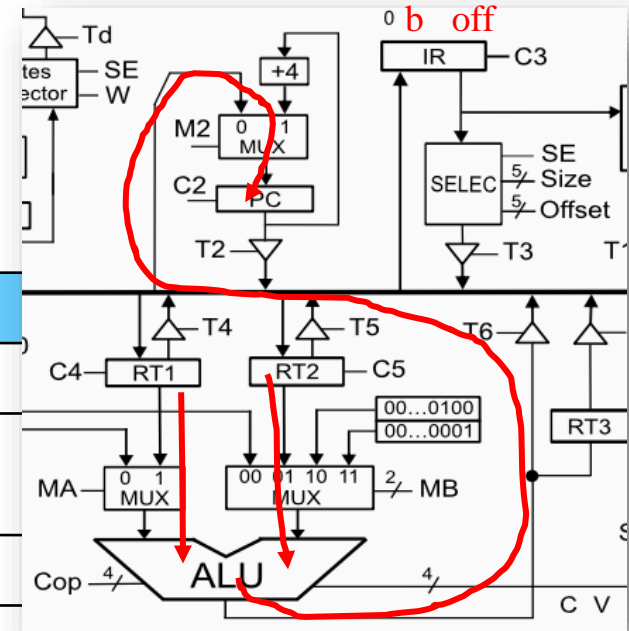 0 b off
Td
IR
C3
tes
ector
SE
W
+4
M2
0 1
MUX
C2
PC
SELEC
SE
5 Size
5 Offset
T2
T3
T1
T4
T5
T6
C4
RT1
RT2
C5
00...0100
00...0001
RT3
MA
0 1
MUX
00 01 10 11
MUX
2
MB
Cop
4
ALU
4
C V